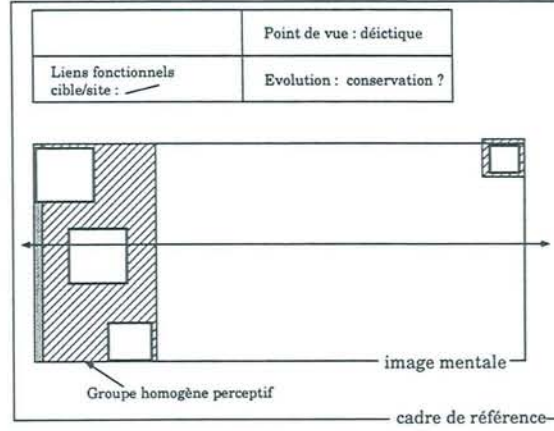 Point de vue : déictique
Liens fonctionnels
cible/site :
Evolution : conservation ?
image mentale
Groupe homogène perceptif
cadre de référence